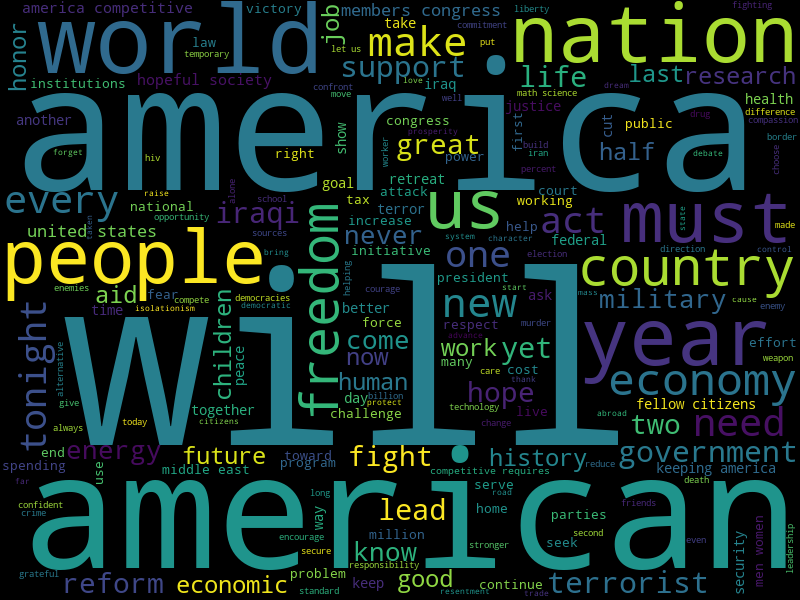 america competitive
victory
job
members congress
take
commitment
liberty
fighting
world
law
temporary
let us
make
put
nation
honor
support
institutions
hopeful society
love
iraq
confront
move
well
math science
life
last
research
dream
drug
health
difference
compassion
america
another
show
congress
great
justice
first
cut
public
border
prosperity
forget
hiv
right
worker
power
build
iran
half
debate
choose
goal
retreat
percent
every
raise
alone
school
tax
attack
court
working
national
opportunity
iraqi
terror
us
act
must
state
made
united states
taken
sources
increase
never
system
character
help
federal
direction
control
people
bring
freedom
initiative
one
election
country
enemies
democracies
helping
president
aid
fear
compete
democratic
courage
start
mass
military
cause
enemy
time
isolationism
better
new
ask
tonight
children
peace
force
respect
murder
year
effort
weapon
will
advance
come
work
yet
many
now
thank
cost
care
alternative
human
hope
economy
give
together
day
billion
protect
technology
live
abroad
fellow citizens
always
today
citizens
challenge
change
two
need
end
energy
future
toward
fight
history
reduce
government
spending
use
middle east
program
competitive requires
keeping america
far
american
long
serve
road
death
confident
crime
way
million
lead
home
parties
friends
second
even
encourage
secure
know
stronger
seek
security
men women
leadership
grateful
problem
responsibility
reform
economic
standard
keep
good
resentment
continue
trade
terrorist